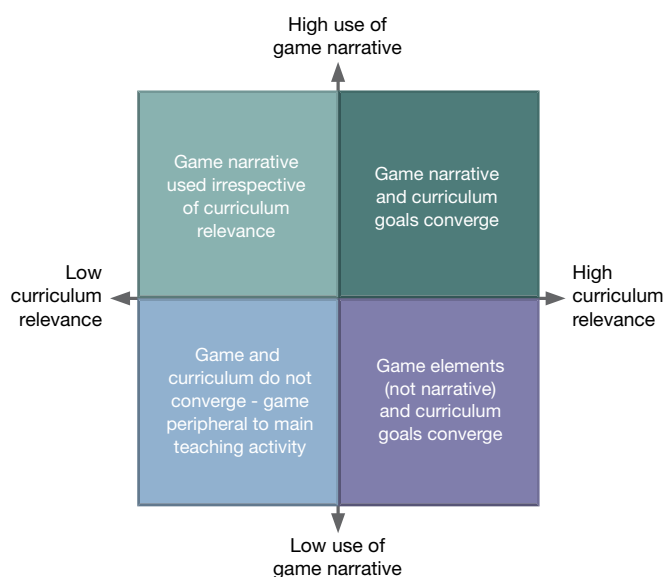 High use of
game narrative
Game narrative
used irrespective
of curriculum
relevance
Game narrative
and curriculum
goals converge
Low
curriculum
relevance
High
curriculum
relevance
Game and
curriculum do not
converge - game
peripheral to main
teaching activity
Game elements
(not narrative)
and curriculum
goals converge
Low use of
game narrative